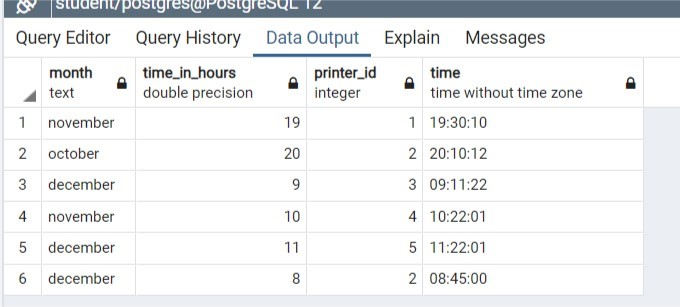 student/postgres@PostgreSQL 12
Query Editor Query History Data Output Explain Messages
month time_in_hours printer_id time
text double precision integer time without time zone
1 november 19 1 19:30:10
2 october 20 2 20:10:12
3 december 9 3 09:11:22
4 november 10 4 10:22:01
5 december 11 5 11:22:01
6 december 8 2 08:45:00